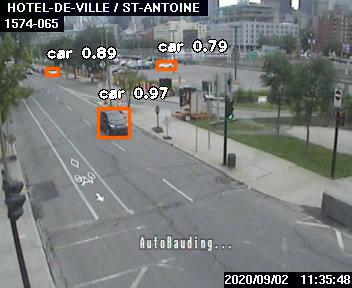 HOTEL-DE-VILLE / ST-ANTOINE
1574-065
car 0.89
car 0.79
car 0.97
AutoBauding...
2020/09/02 11:35:48